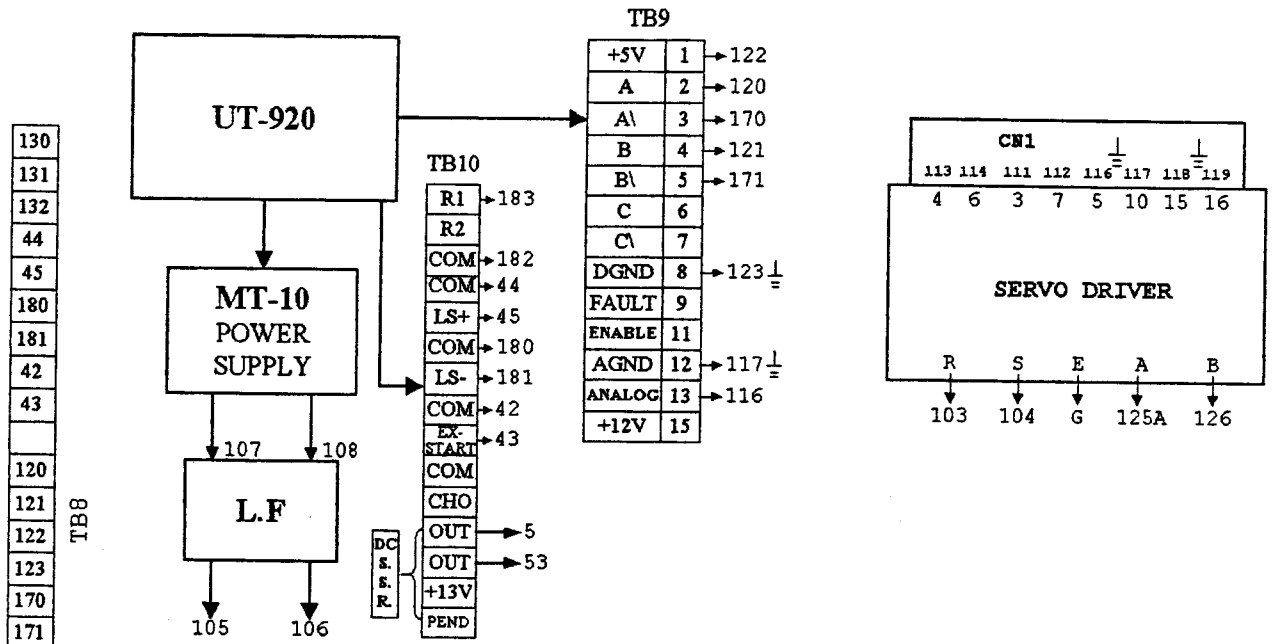 TB9
+5V 1 122
A 2 120
A\ 3 170
B 4 121
B\ 5 171
C 6
C\ 7
DGND 8 123
FAULT 9
ENABLE 11
AGND 12 117
ANALOG 13 116
+12V 15
UT-920
130
131
132
44
45
180
181
42
43
120
121
122
123
170
171
TB8
MT-10
POWER
SUPPLY
107 108
L.F
105 106
TB10
R1 183
R2
COM 182
COM 44
LS+ 45
COM 180
LS- 181
COM 42
EX-
START 43
COM
CHO
OUT 5
OUT 53
+13V
PEND
DC
S.
S.
R.
CN1
113 114 111 112 116 117 118 119
4 6 3 7 5 10 15 16
SERVO DRIVER
R S E A B
103 104 G 125A 126